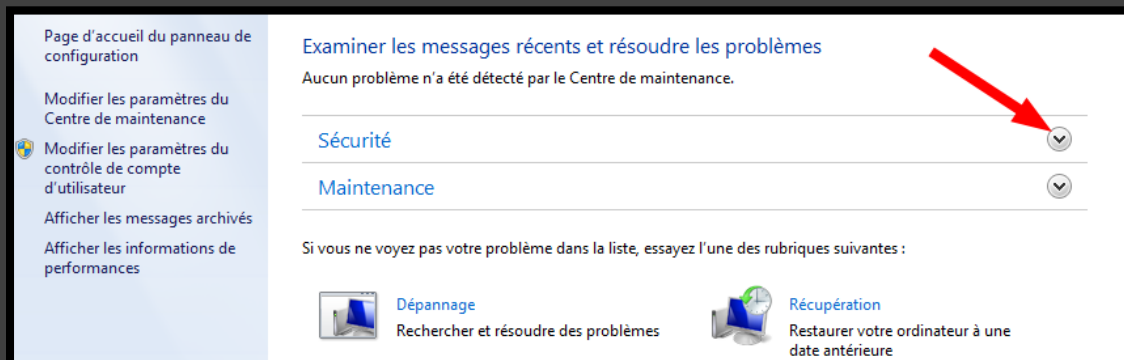 Page d'accueil du panneau de
configuration
Modifier les paramètres du
Centre de maintenance
Modifier les paramètres du
contrôle de compte
d'utilisateur
Afficher les messages archivés
Afficher les informations de
performances
Examiner les messages récents et résoudre les problèmes
Aucun problème n'a été détecté par le Centre de maintenance.
Sécurité
Maintenance
Si vous ne voyez pas votre problème dans la liste, essayez l'une des rubriques suivantes :
Dépannage
Rechercher et résoudre des problèmes
Récupération
Restaurer votre ordinateur à une
date antérieure